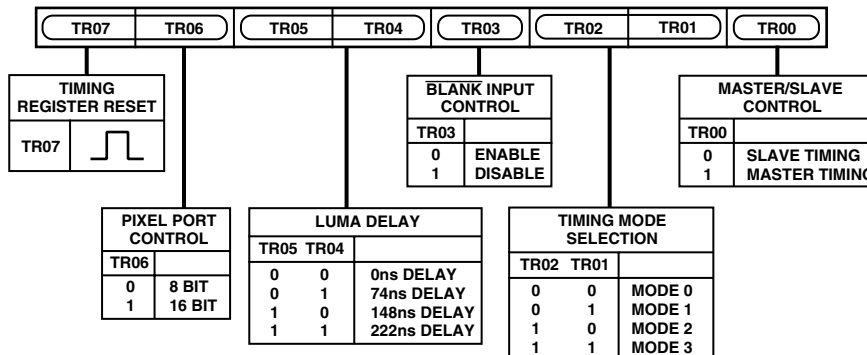 TR07 TR06 TR05 TR04 TR03 TR02 TR01 TR00
TIMING
REGISTER RESET
TR07
BLANK INPUT
CONTROL
TR03
0 ENABLE
1 DISABLE
MASTER/SLAVE
CONTROL
TR00
0 SLAVE TIMING
1 MASTER TIMING
PIXEL PORT
CONTROL
TR06
0 8 BIT
1 16 BIT
LUMA DELAY
TR05 TR04
0 0 0ns DELAY
0 1 74ns DELAY
1 0 148ns DELAY
1 1 222ns DELAY
TIMING MODE
SELECTION
TR02 TR01
0 0 MODE 0
0 1 MODE 1
1 0 MODE 2
1 1 MODE 3